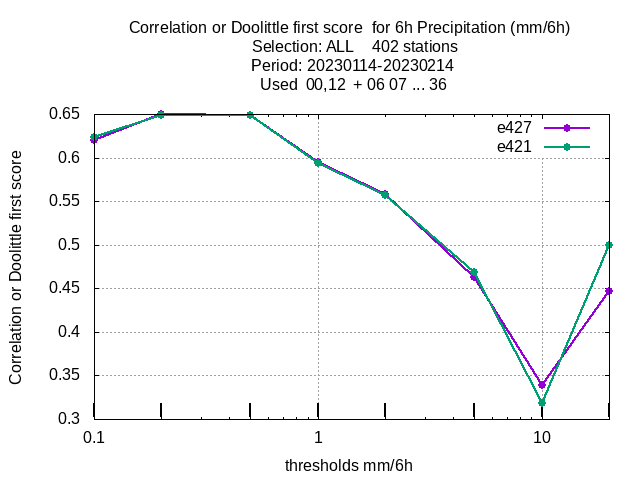 Correlation or Doolittle first score  for 6h Precipitation (mm/6h)
Selection: ALL    402 stations
Period: 20230114-20230214
Used  00,12  + 06 07 ... 36
e427
e421
Correlation or Doolittle first score
0.65
0.6
0.55
0.5
0.45
0.4
0.35
0.3
0.1 1 10
thresholds mm/6h